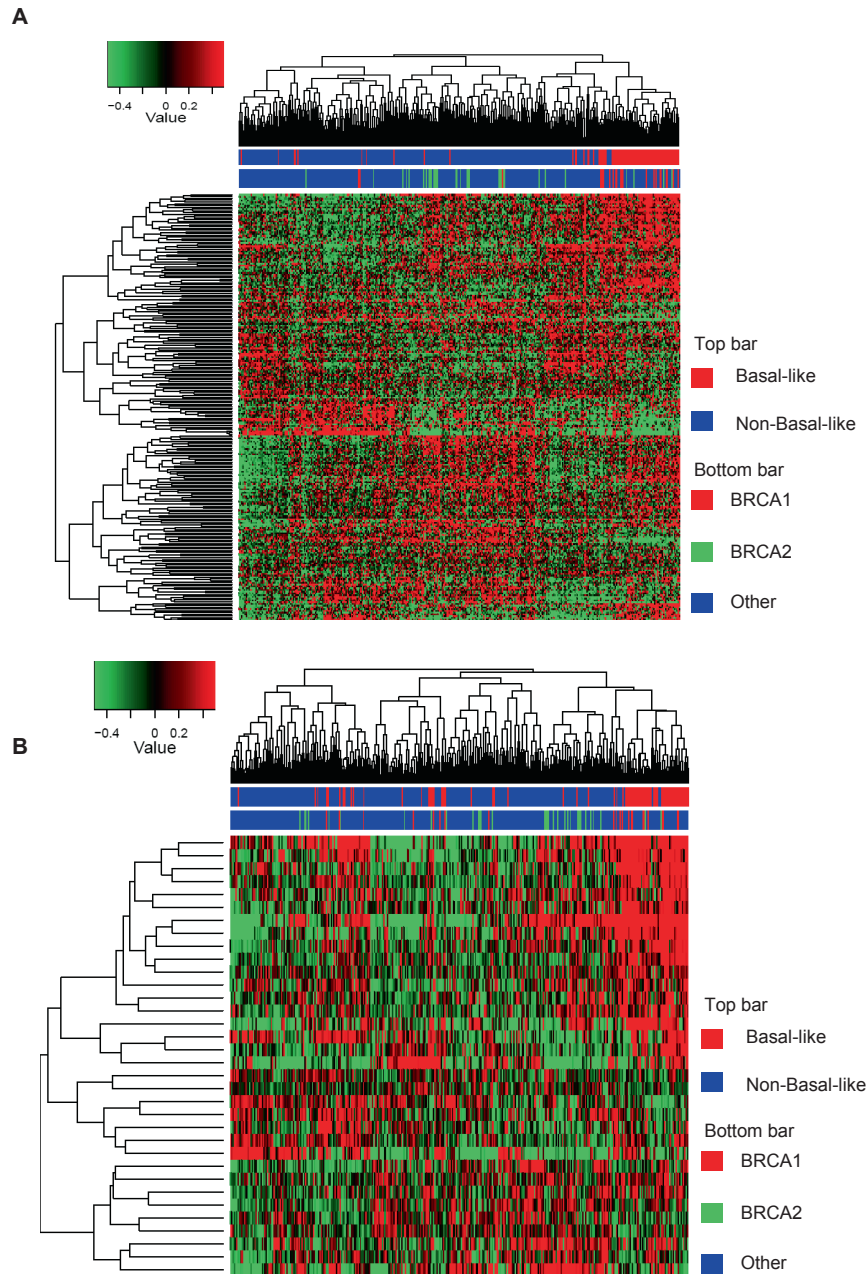 A
−0.4 0 0.2
Value
Top bar
Basal-like
Non-Basal-like
Bottom bar
BRCA1
BRCA2
Other
−0.4 0 0.2
Value
B
Top bar
Basal-like
Non-Basal-like
Bottom bar
BRCA1
BRCA2
Other